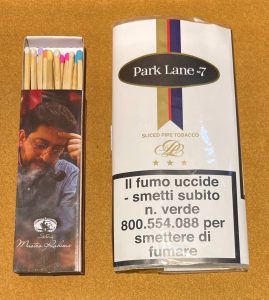 Park Lane-7
SLICED PIPE TOBACCO
Il fumo uccide
- smetti subito
n. verde
800.554.088 per
smettere di
fumare